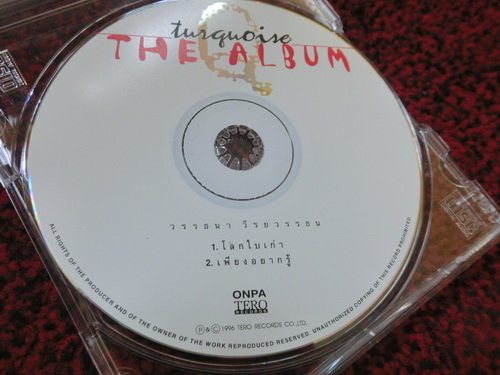 turquoise
THE ALBUM
วรรธนา วีรยวรรธน
1.โลกใบเก่า
2.เพียงอยากรู้
ONPA
TERO
RECORDS
℗ & © 1996 TERO RECORDS CO.,LTD.
ALL RIGHTS OF THE PRODUCER AND OF THE OWNER OF THE WORK REPRODUCED RESERVED. UNAUTHORIZED COPYING OF THIS RECORD PROHIBITED.